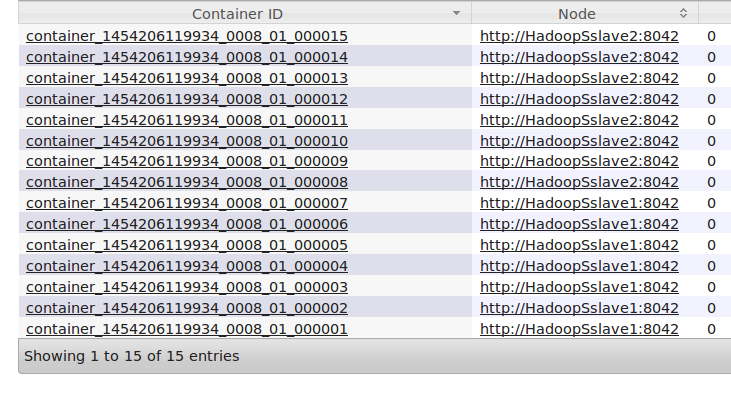 Container ID Node
container_1454206119934_0008_01_000015 http://HadoopSslave2:8042 0
container_1454206119934_0008_01_000014 http://HadoopSslave2:8042 0
container_1454206119934_0008_01_000013 http://HadoopSslave2:8042 0
container_1454206119934_0008_01_000012 http://HadoopSslave2:8042 0
container_1454206119934_0008_01_000011 http://HadoopSslave2:8042 0
container_1454206119934_0008_01_000010 http://HadoopSslave2:8042 0
container_1454206119934_0008_01_000009 http://HadoopSslave2:8042 0
container_1454206119934_0008_01_000008 http://HadoopSslave2:8042 0
container_1454206119934_0008_01_000007 http://HadoopSslave1:8042 0
container_1454206119934_0008_01_000006 http://HadoopSslave1:8042 0
container_1454206119934_0008_01_000005 http://HadoopSslave1:8042 0
container_1454206119934_0008_01_000004 http://HadoopSslave1:8042 0
container_1454206119934_0008_01_000003 http://HadoopSslave1:8042 0
container_1454206119934_0008_01_000002 http://HadoopSslave1:8042 0
container_1454206119934_0008_01_000001 http://HadoopSslave1:8042 0
Showing 1 to 15 of 15 entries